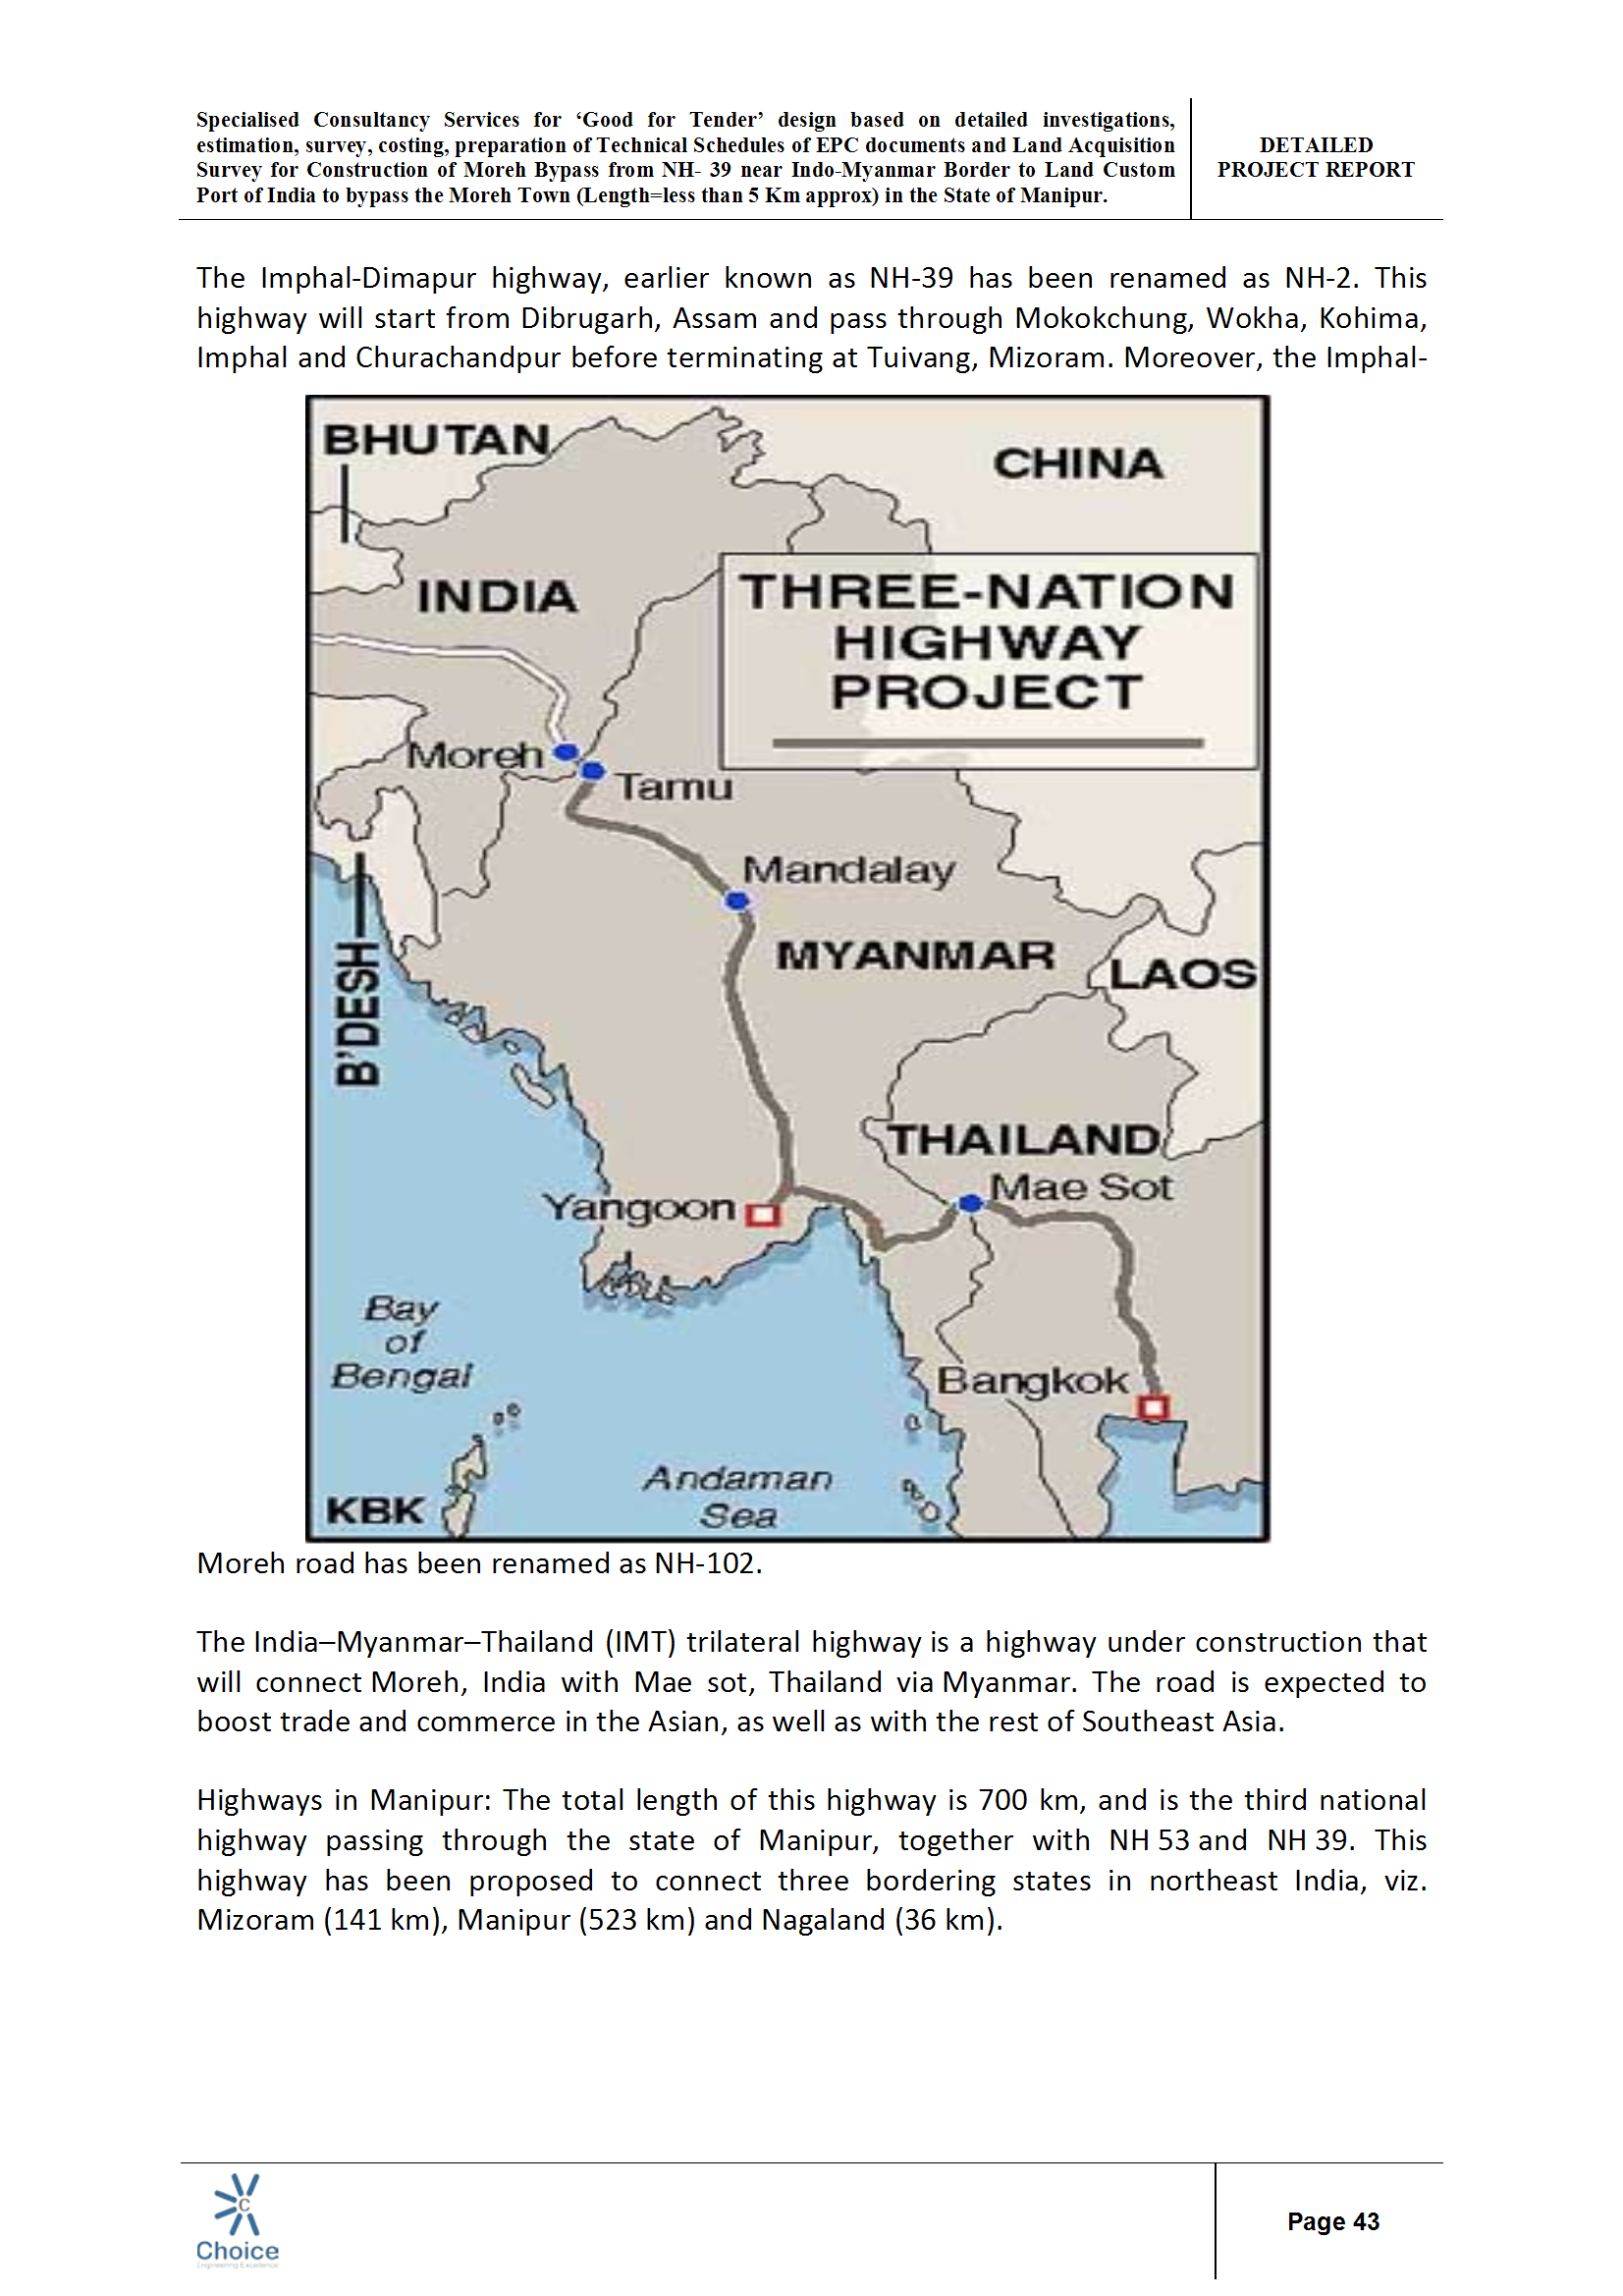 Specialised Consultancy Services for ‘Good for Tender’ design based on detailed investigations,
estimation, survey, costing, preparation of Technical Schedules of EPC documents and Land Acquisition
Survey for Construction of Moreh Bypass from NH- 39 near Indo-Myanmar Border to Land Custom
Port of India to bypass the Moreh Town (Length=less than 5 Km approx) in the State of Manipur.
DETAILED
PROJECT REPORT
The Imphal-Dimapur highway, earlier known as NH-39 has been renamed as NH-2. This
highway will start from Dibrugarh, Assam and pass through Mokokchung, Wokha, Kohima,
Imphal and Churachandpur before terminating at Tuivang, Mizoram. Moreover, the Imphal-
BHUTAN
CHINA
INDIA
THREE-NATION
HIGHWAY
PROJECT
Moreh
Tamu
Mandalay
MYANMAR
LAOS
B'DESH
THAILAND
Mae Sot
Yangoon
Bay
of
Bengal
Bangkok
Andaman
Sea
KBK
Moreh road has been renamed as NH-102.
The India–Myanmar–Thailand (IMT) trilateral highway is a highway under construction that
will connect Moreh, India with Mae sot, Thailand via Myanmar. The road is expected to
boost trade and commerce in the Asian, as well as with the rest of Southeast Asia.
Highways in Manipur: The total length of this highway is 700 km, and is the third national
highway passing through the state of Manipur, together with NH 53 and NH 39. This
highway has been proposed to connect three bordering states in northeast India, viz.
Mizoram (141 km), Manipur (523 km) and Nagaland (36 km).
C
Choice
Engineering Excellence
Page 43